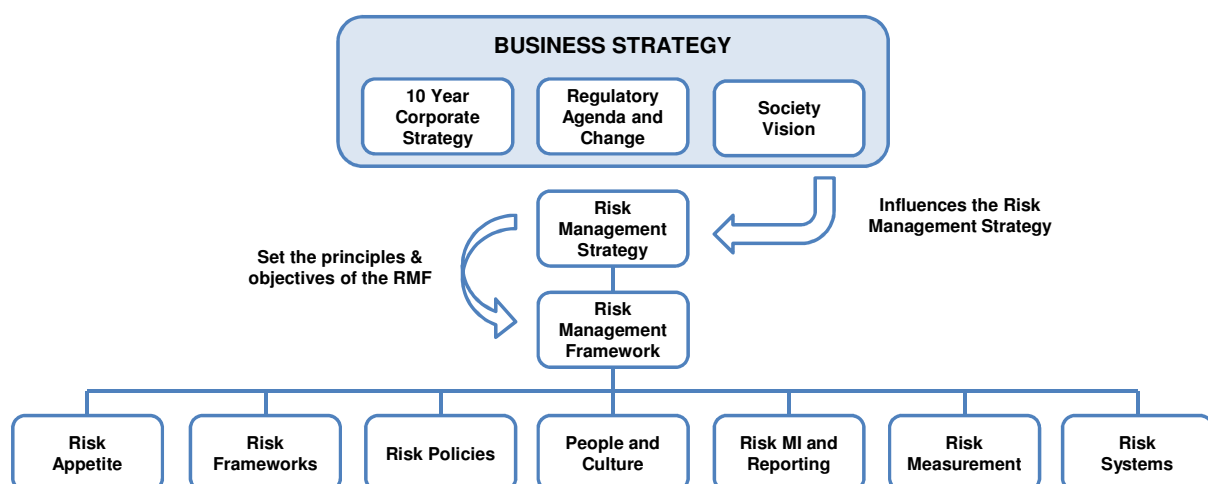 BUSINESS STRATEGY
10 Year
Corporate
Strategy
Regulatory
Agenda and
Change
Society
Vision
Influences the Risk
Management Strategy
Risk
Management
Strategy
Set the principles &
objectives of the RMF
Risk
Management
Framework
Risk
Appetite
Risk
Frameworks
Risk Policies
People and
Culture
Risk MI and
Reporting
Risk
Measurement
Risk
Systems